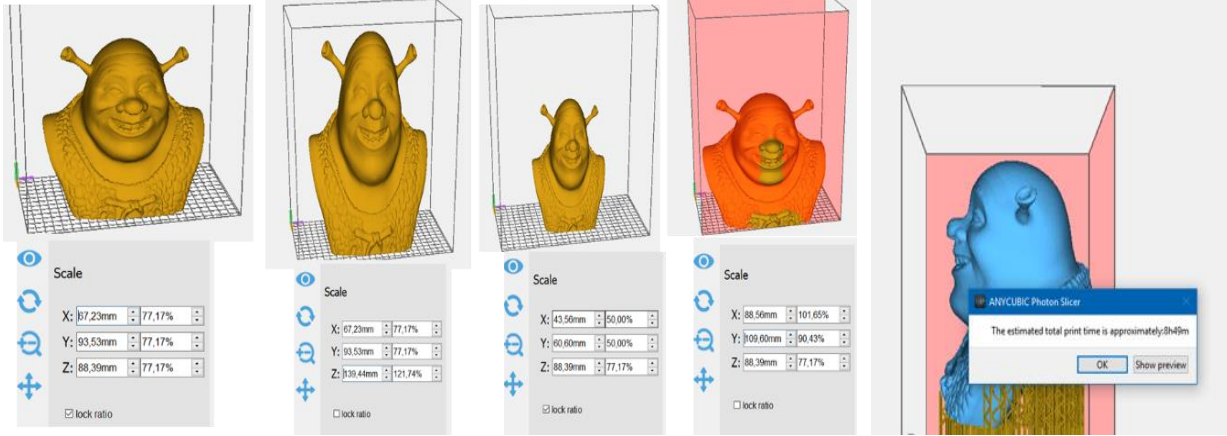 Scale
X: 67,23mm 77,17%
Y: 93,53mm 77,17%
Z: 88,39mm 77,17%
lock ratio
Scale
X: 67,23mm 77,17%
Y: 93,53mm 77,17%
Z: 139,44mm 121,74%
lock ratio
Scale
X: 43,56mm 50,00%
Y: 60,60mm 50,00%
Z: 88,39mm 77,17%
lock ratio
Scale
X: 88,56mm 101,65%
Y: 109,60mm 90,43%
Z: 88,39mm 77,17%
lock ratio
ANYCUBIC Photon Slicer
The estimated total print time is approximately:8h49m
OK Show preview